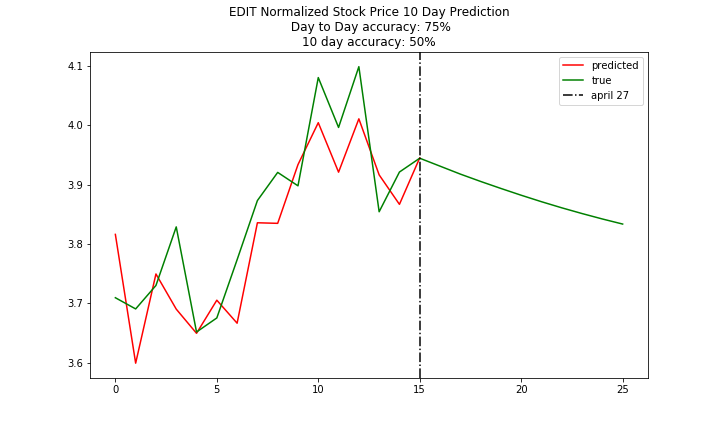 EDIT Normalized Stock Price 10 Day Prediction
Day to Day accuracy: 75%
10 day accuracy: 50%
predicted
true
april 27
4.1
4.0
3.9
3.8
3.7
3.6
0 5 10 15 20 25